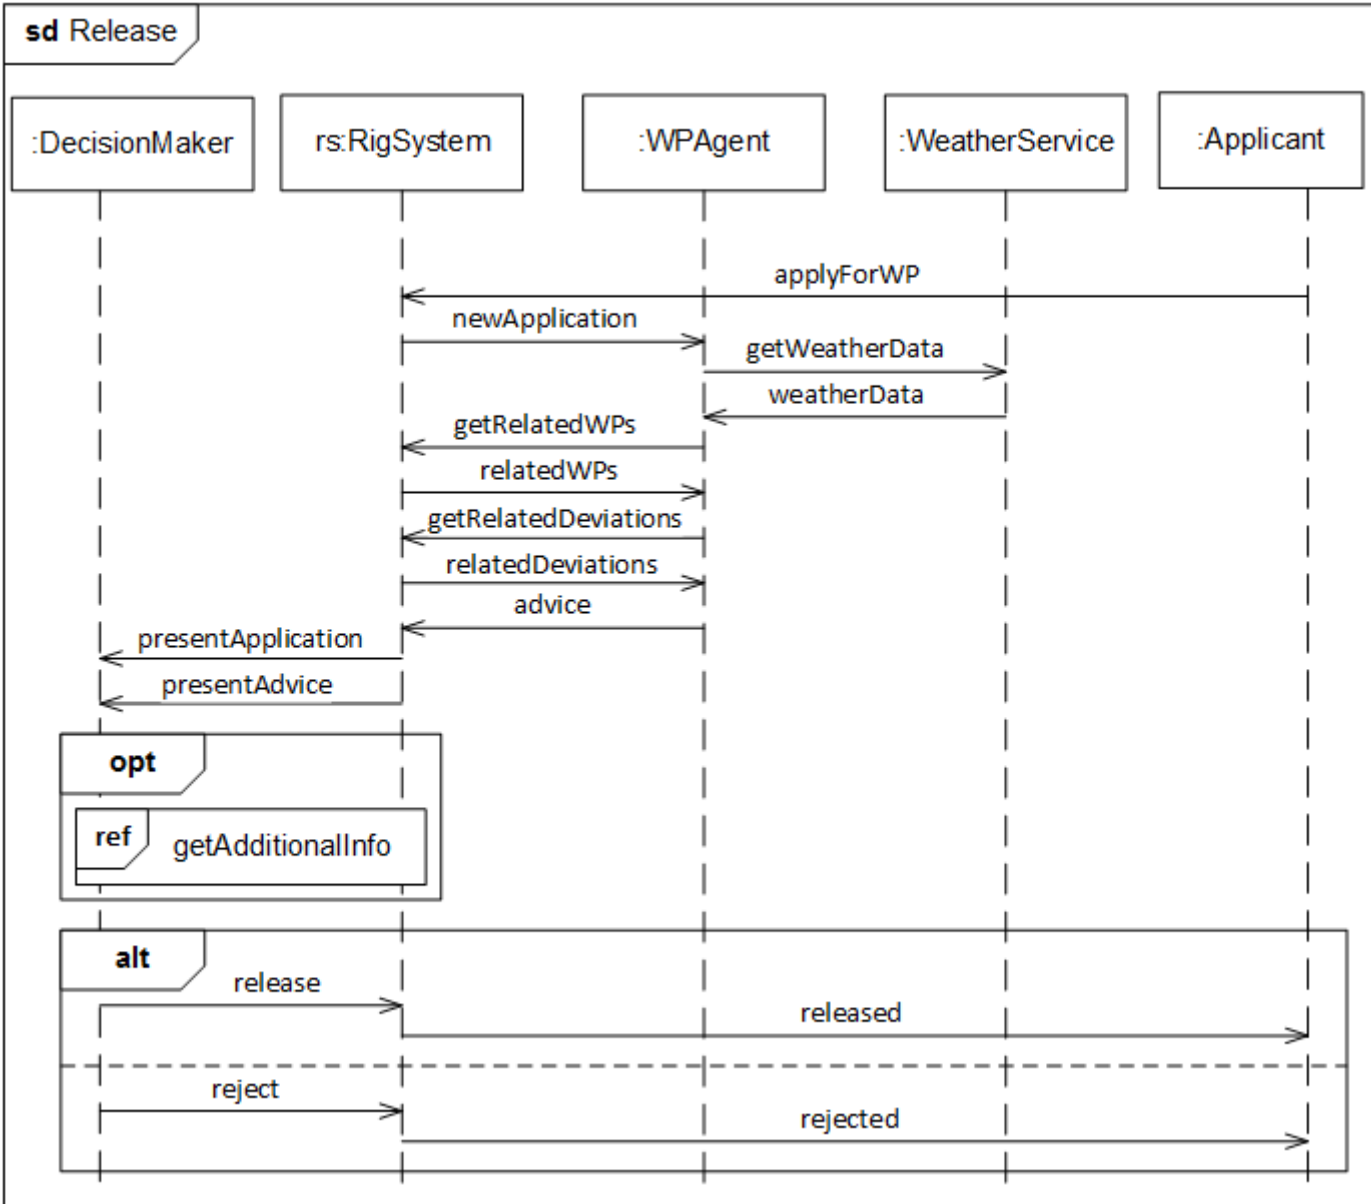 sd Release
:DecisionMaker
rs:RigSystem
:WPAgent
:WeatherService
:Applicant
applyForWP
newApplication
getWeatherData
weatherData
getRelatedWPs
relatedWPs
getRelatedDeviations
relatedDeviations
advice
presentApplication
presentAdvice
opt
ref getAdditionalInfo
alt
release
released
reject
rejected